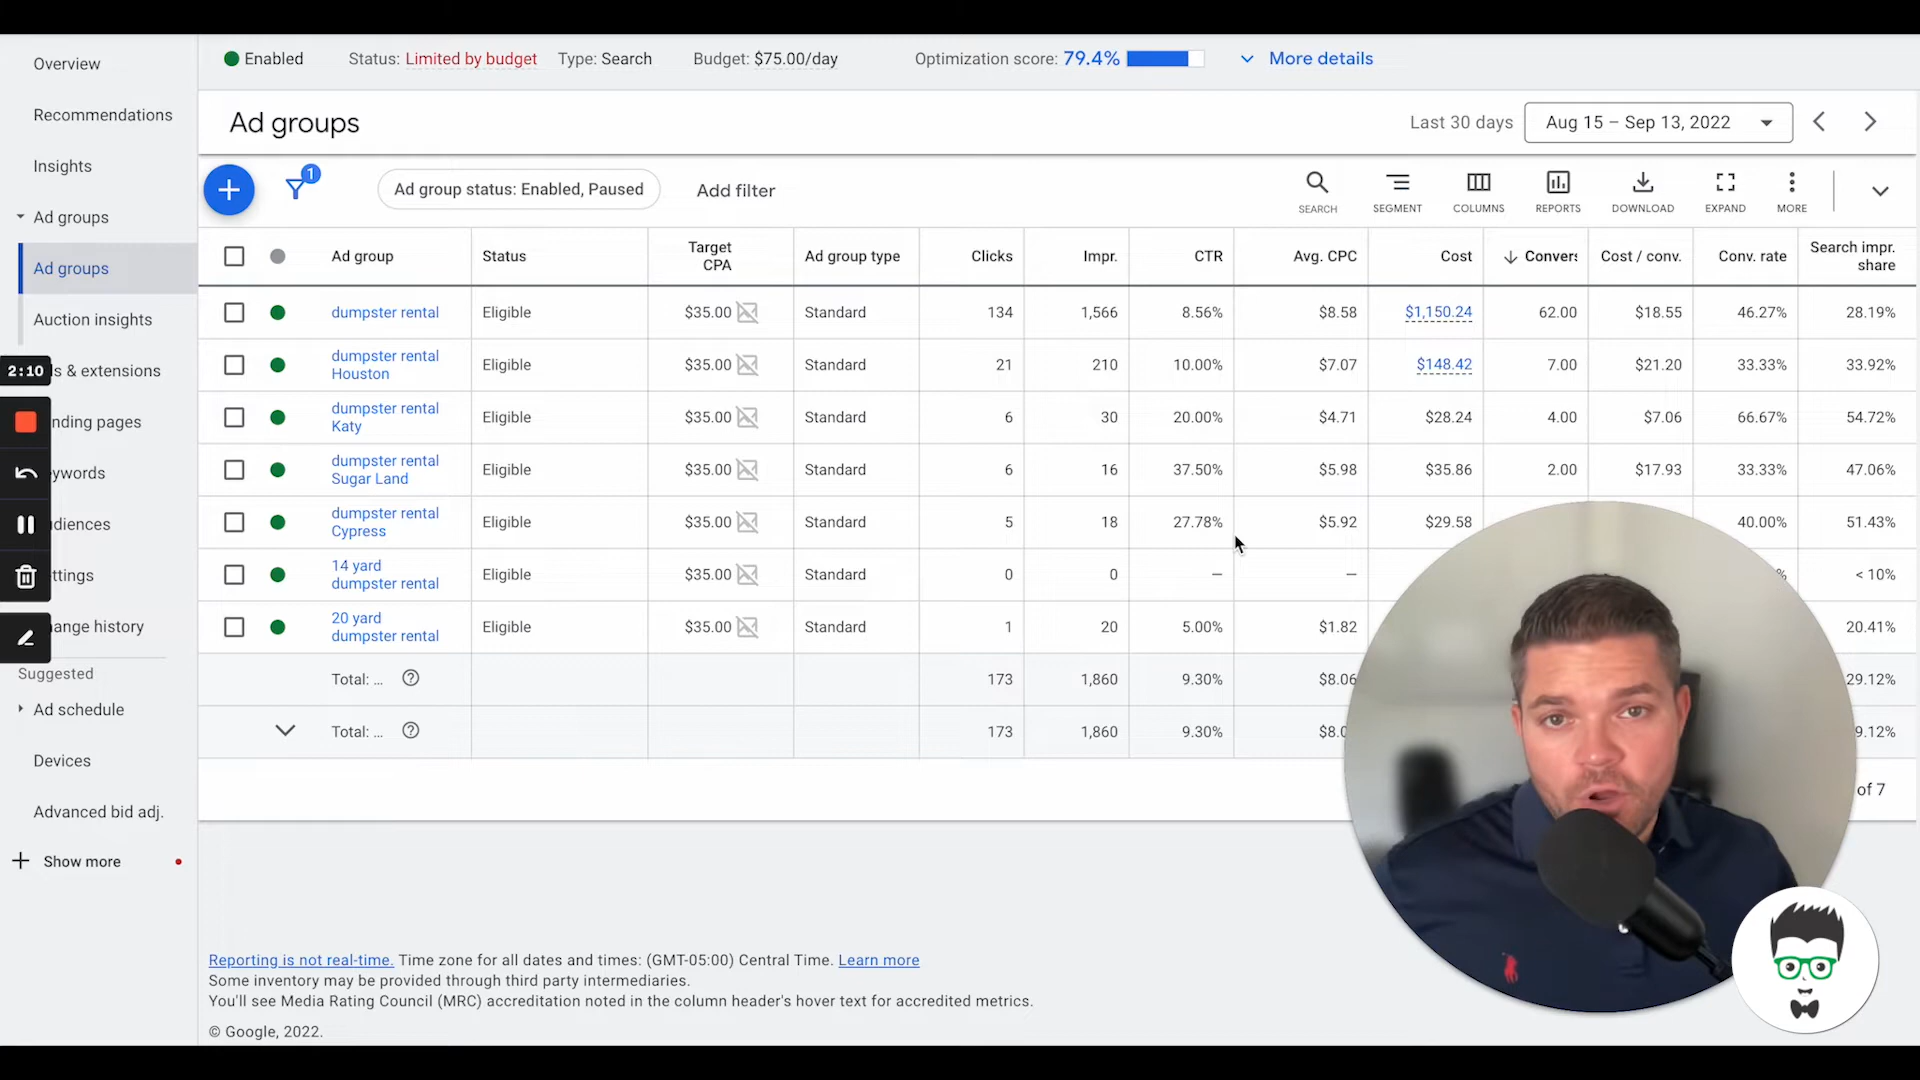 Overview
Recommendations
Insights
Ad groups
Ad groups
Auction insights
2:10
s & extensions
nding pages
eywords
diences
ttings
ange history
Suggested
Ad schedule
Devices
Advanced bid adj.
Show more
Enabled Status: Limited by budget Type: Search Budget: $75.00/day Optimization score: 79.4% More details
Ad groups Last 30 days Aug 15 – Sep 13, 2022
1 Ad group status: Enabled, Paused Add filter SEARCH SEGMENT COLUMNS REPORTS DOWNLOAD EXPAND MORE
Ad group Status Target CPA Ad group type Clicks Impr. CTR Avg. CPC Cost Convers Cost / conv. Conv. rate Search impr. share
dumpster rental Eligible $35.00 Standard 134 1,566 8.56% $8.58 $1,150.24 62.00 $18.55 46.27% 28.19%
dumpster rental Houston Eligible $35.00 Standard 21 210 10.00% $7.07 $148.42 7.00 $21.20 33.33% 33.92%
dumpster rental Katy Eligible $35.00 Standard 6 30 20.00% $4.71 $28.24 4.00 $7.06 66.67% 54.72%
dumpster rental Sugar Land Eligible $35.00 Standard 6 16 37.50% $5.98 $35.86 2.00 $17.93 33.33% 47.06%
dumpster rental Cypress Eligible $35.00 Standard 5 18 27.78% $5.92 $29.58 40.00% 51.43%
14 yard dumpster rental Eligible $35.00 Standard 0 0 — — % < 10%
20 yard dumpster rental Eligible $35.00 Standard 1 20 5.00% $1.82 20.41%
Total: ... 173 1,860 9.30% $8.06 29.12%
Total: ... 173 1,860 9.30% $8.0 9.12%
of 7
Reporting is not real-time. Time zone for all dates and times: (GMT-05:00) Central Time. Learn more
Some inventory may be provided through third party intermediaries.
You'll see Media Rating Council (MRC) accreditation noted in the column header's hover text for accredited metrics.
© Google, 2022.